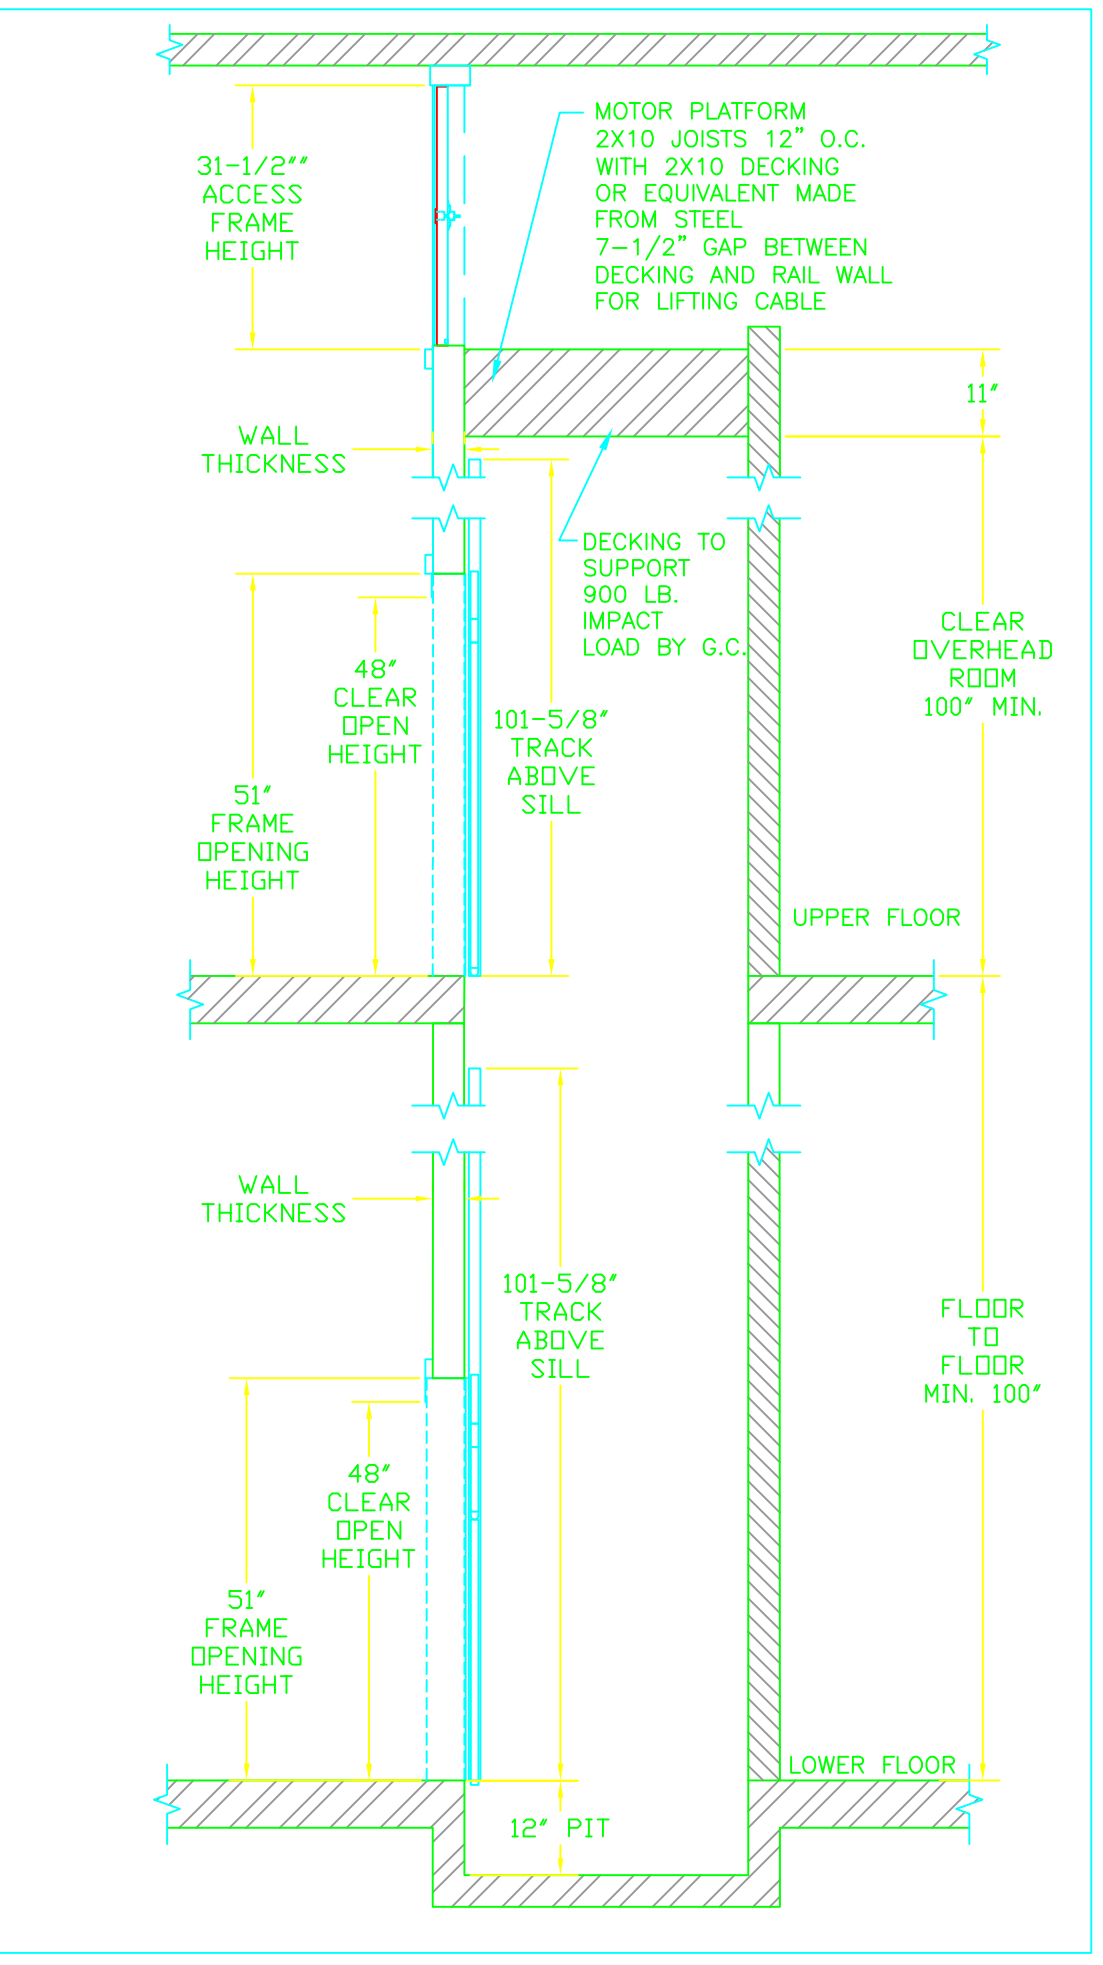 MOTOR PLATFORM
2X10 JOISTS 12” O.C.
WITH 2X10 DECKING
OR EQUIVALENT MADE
FROM STEEL
7-1/2” GAP BETWEEN
DECKING AND RAIL WALL
FOR LIFTING CABLE
31-1/2""
ACCESS
FRAME
HEIGHT
11"
WALL
THICKNESS
DECKING TO
SUPPORT
900 LB.
IMPACT
LOAD BY G.C.
CLEAR
OVERHEAD
ROOM
100" MIN.
48"
CLEAR
OPEN
HEIGHT
101-5/8"
TRACK
ABOVE
SILL
51"
FRAME
OPENING
HEIGHT
UPPER FLOOR
WALL
THICKNESS
101-5/8"
TRACK
ABOVE
SILL
FLOOR
TO
FLOOR
MIN. 100"
48"
CLEAR
OPEN
HEIGHT
51"
FRAME
OPENING
HEIGHT
LOWER FLOOR
12" PIT